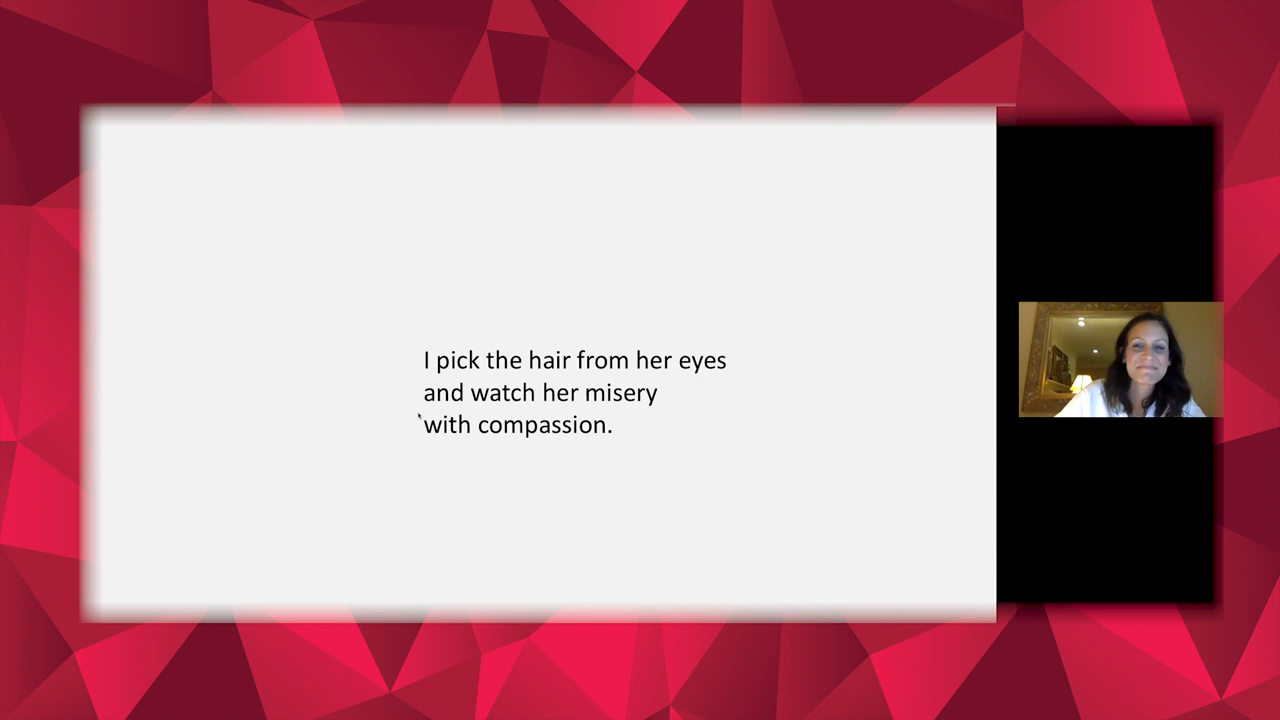 I pick the hair from her eyes
and watch her misery
with compassion.